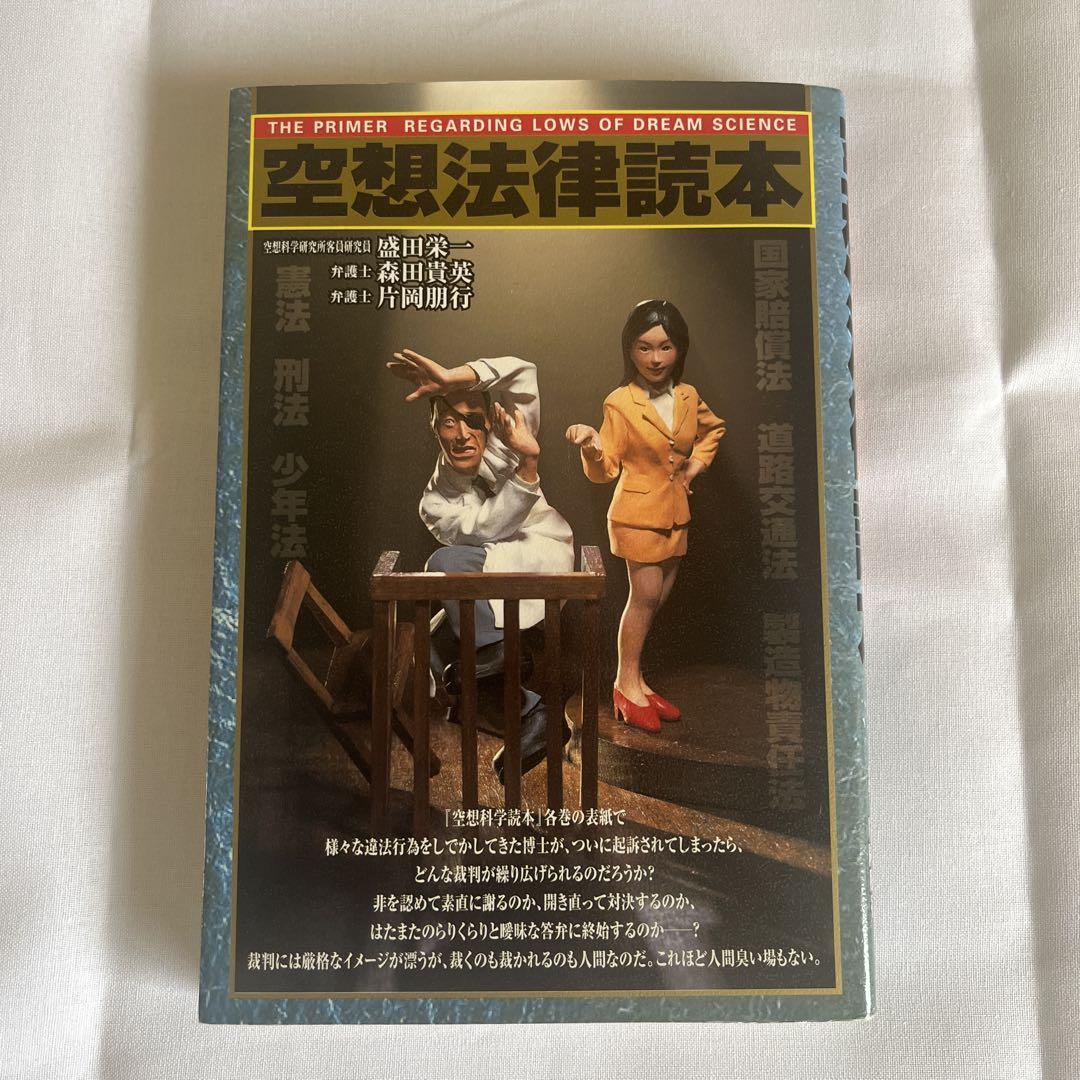 THE PRIMER REGARDING LOWS OF DREAM SCIENCE
空想法律読本
空想科学研究所客員研究員 盛田栄一
弁護士 森田貴英
弁護士 片岡朋行
憲法 刑法 少年法
国家賠償法 道路交通法 製造物責任法
『空想科学読本』各巻の表紙で
様々な違法行為をしでかしてきた博士が、ついに起訴されてしまったら、
どんな裁判が繰り広げられるのだろうか?
非を認めて素直に謝るのか、開き直って対決するのか、
はたまたのらりくらりと曖昧な答弁に終始するのか――?
裁判には厳格なイメージが漂うが、裁くのも裁かれるのも人間なのだ。これほど人間臭い場もない。